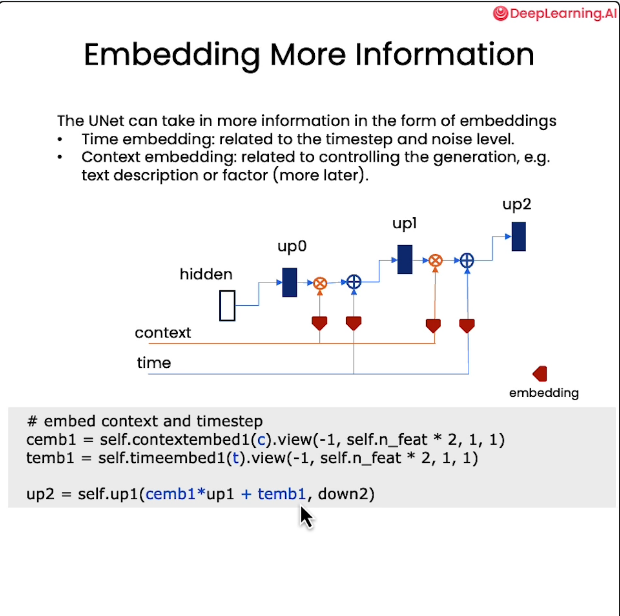 DeepLearning.AI
Embedding More Information
The UNet can take in more information in the form of embeddings
• Time embedding: related to the timestep and noise level.
• Context embedding: related to controlling the generation, e.g.
text description or factor (more later).
up2
up1
up0
hidden
context
time
embedding
# embed context and timestep
cemb1 = self.contextembed1(c).view(-1, self.n_feat * 2, 1, 1)
temb1 = self.timeembed1(t).view(-1, self.n_feat * 2, 1, 1)
up2 = self.up1(cemb1*up1 + temb1, down2)